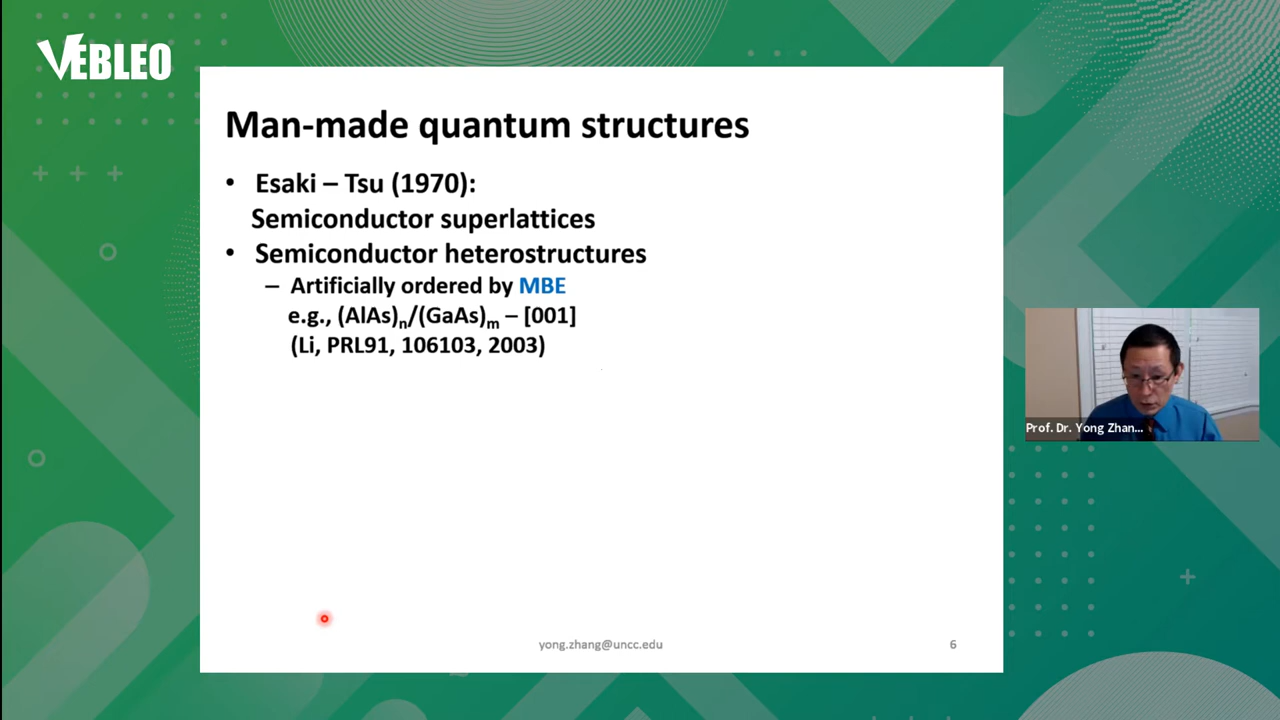 VEBLEO
Man-made quantum structures
• Esaki – Tsu (1970):
Semiconductor superlattices
• Semiconductor heterostructures
– Artificially ordered by MBE
e.g., (AlAs)n/(GaAs)m – [001]
(Li, PRL91, 106103, 2003)
Prof. Dr. Yong Zhan...
yong.zhang@uncc.edu
6